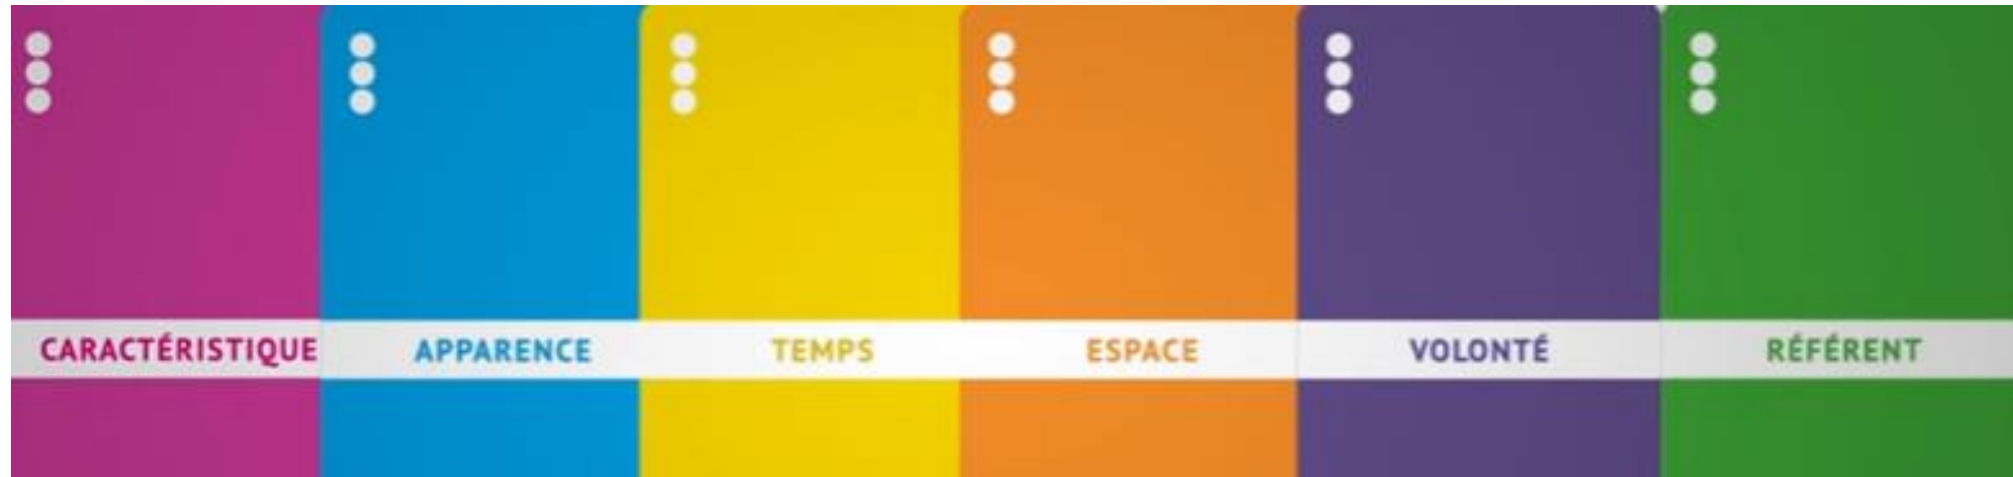 CARACTÉRISTIQUE
APPARENCE
TEMPS
ESPACE
VOLONTÉ
RÉFÉRENT